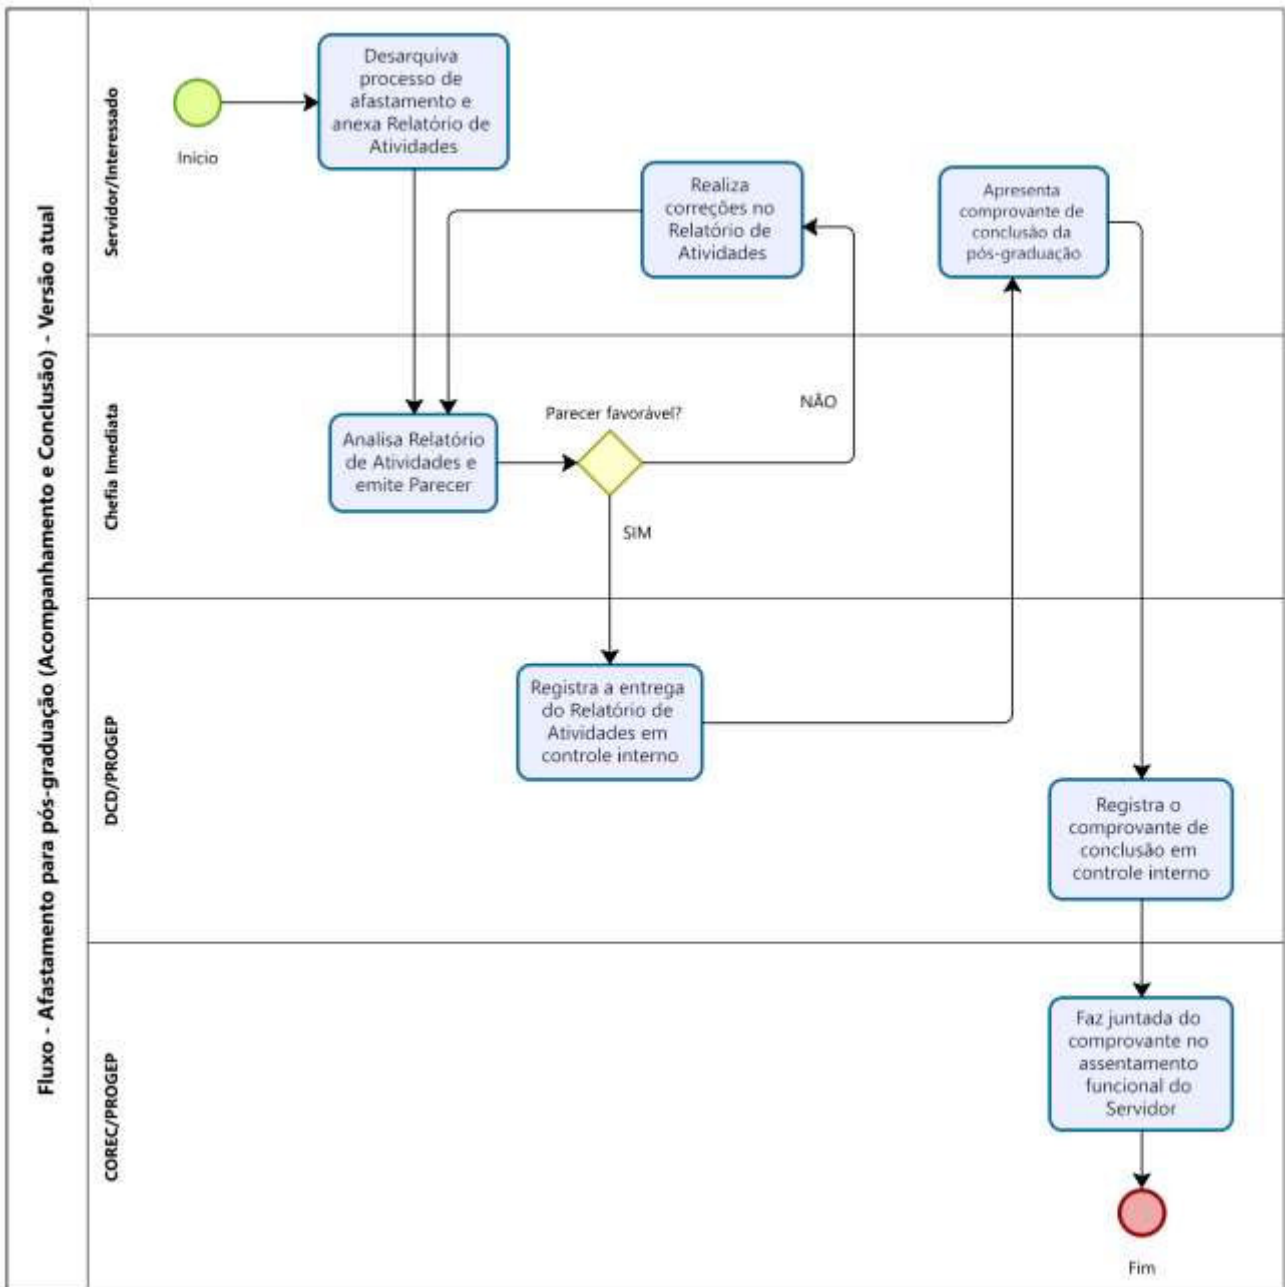 Fluxo - Afastamento para pós-graduação (Acompanhamento e Conclusão) - Versão atual
Servidor/Interessado
Início
Desarquiva
processo de
afastamento e
anexa Relatório de
Atividades
Realiza
correções no
Relatório de
Atividades
Apresenta
comprovante de
conclusão da
pós-graduação
Chefia Imediata
Analisa Relatório
de Atividades e
emite Parecer
Parecer favorável?
NÃO
SIM
DCD/PROGEP
Registra a entrega
do Relatório de
Atividades em
controle interno
Registra o
comprovante de
conclusão em
controle interno
COREC/PROGEP
Faz juntada do
comprovante no
assentamento
funcional do
Servidor
Fim